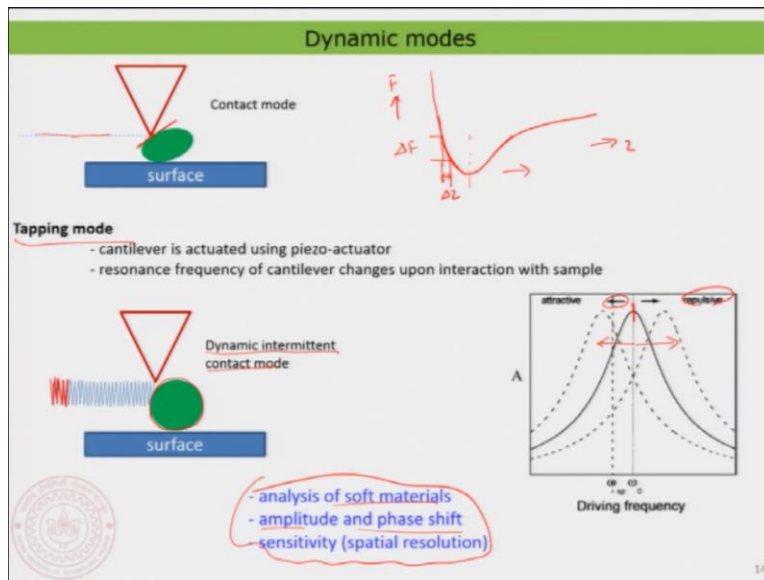 Dynamic modes
Contact mode
surface
F
ΔF
ΔZ
Z
Tapping mode
- cantilever is actuated using piezo-actuator
- resonance frequency of cantilever changes upon interaction with sample
Dynamic intermittent
contact mode
surface
attractive
repulsive
A
ω
ω
0
Driving frequency
- analysis of soft materials
- amplitude and phase shift
- sensitivity (spatial resolution)
14